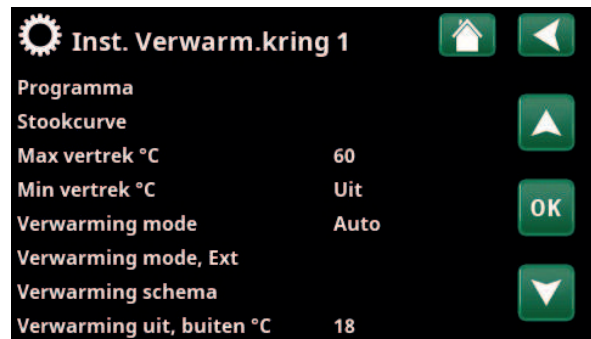 Inst. Verwarm.kring 1
Programma
Stookcurve
Max vertrek °C 60
Min vertrek °C Uit
Verwarming mode Auto
OK
Verwarming mode, Ext
Verwarming schema
Verwarming uit, buiten °C 18